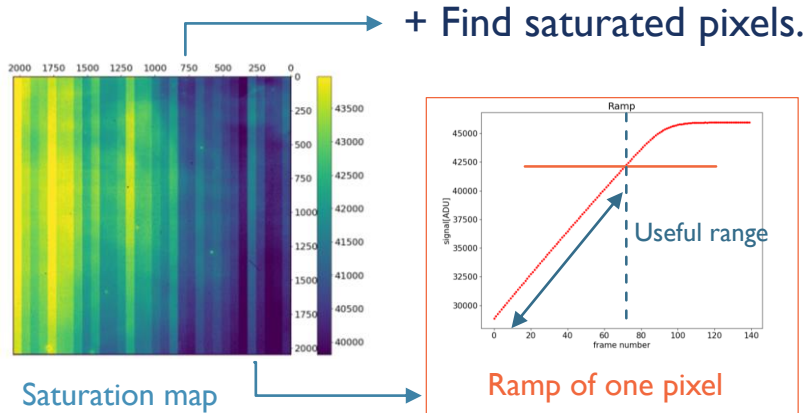 + Find saturated pixels.
2000 1750 1500 1250 1000 750 500 250 0
0
250
500
750
1000
1250
1500
1750
2000
43500
43000
42500
42000
41500
41000
40500
40000
Saturation map
Ramp
45000
42500
40000
37500
35000
32500
30000
signal[ADU]
Useful range
0 20 40 60 80 100 120 140
frame number
Ramp of one pixel